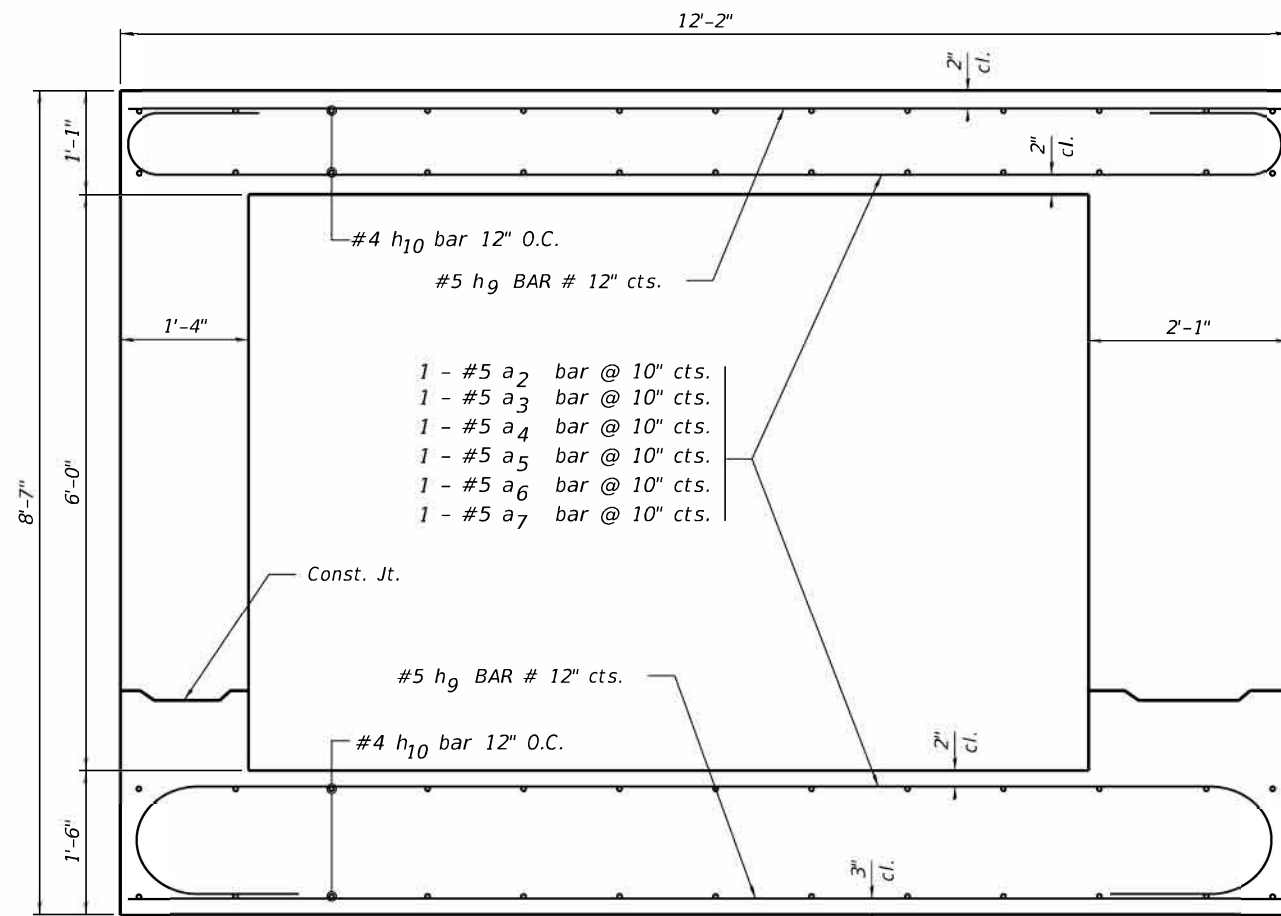 12'-2"
2" cl.
1'-1"
2" cl.
#4 h10 bar 12" O.C.
#5 h9 BAR # 12" cts.
1'-4"
2'-1"
1 - #5 a2 bar @ 10" cts.
1 - #5 a3 bar @ 10" cts.
1 - #5 a4 bar @ 10" cts.
1 - #5 a5 bar @ 10" cts.
1 - #5 a6 bar @ 10" cts.
1 - #5 a7 bar @ 10" cts.
6'-0"
8'-7"
Const. Jt.
#5 h9 BAR # 12" cts.
#4 h10 bar 12" O.C.
2" cl.
1'-6"
3" cl.